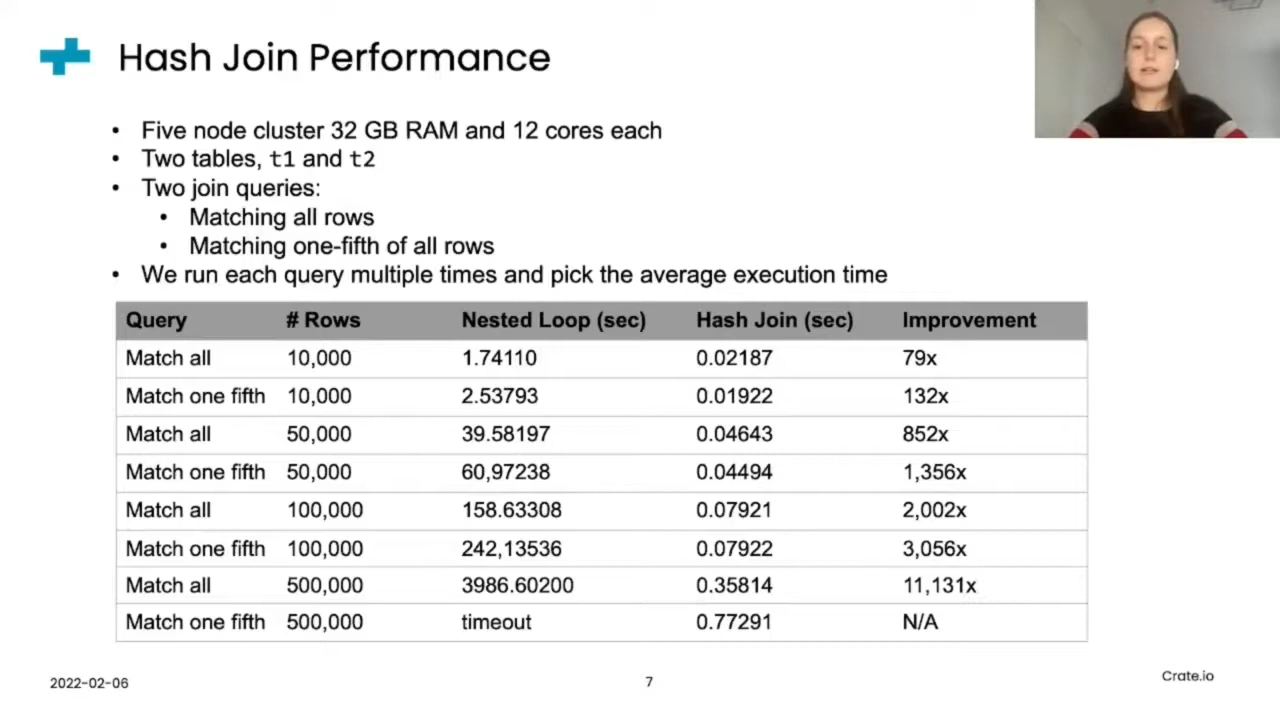 Hash Join Performance
• Five node cluster 32 GB RAM and 12 cores each
• Two tables, t1 and t2
• Two join queries:
• Matching all rows
• Matching one-fifth of all rows
• We run each query multiple times and pick the average execution time
Query # Rows Nested Loop (sec) Hash Join (sec) Improvement
Match all 10,000 1.74110 0.02187 79x
Match one fifth 10,000 2.53793 0.01922 132x
Match all 50,000 39.58197 0.04643 852x
Match one fifth 50,000 60,97238 0.04494 1,356x
Match all 100,000 158.63308 0.07921 2,002x
Match one fifth 100,000 242,13536 0.07922 3,056x
Match all 500,000 3986.60200 0.35814 11,131x
Match one fifth 500,000 timeout 0.77291 N/A
2022-02-06 7 Crate.io